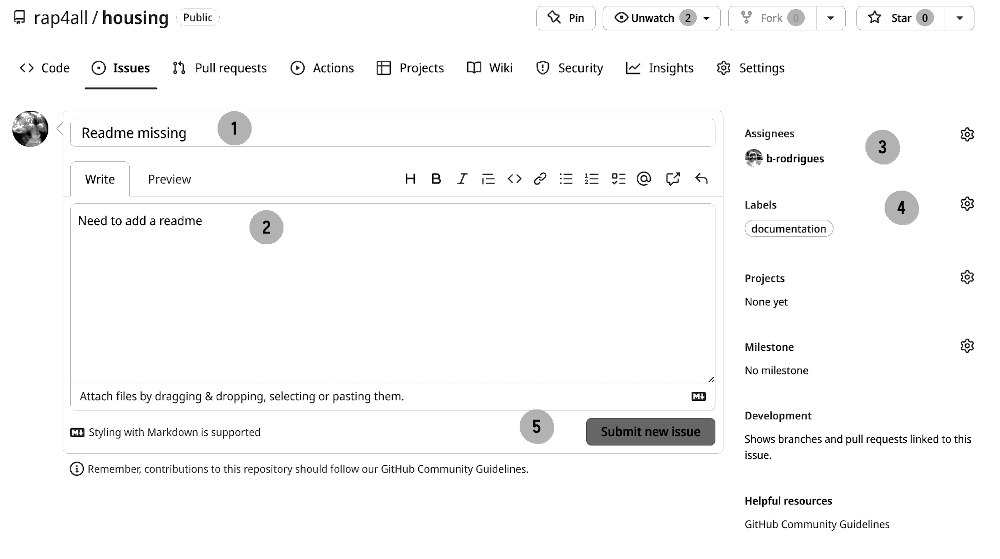 rap4all / housing Public Pin Unwatch 2 Fork 0 Star 0
Code Issues Pull requests Actions Projects Wiki Security Insights Settings
Readme missing 1
Write Preview H B I
Need to add a readme 2
Attach files by dragging & dropping, selecting or pasting them.
Styling with Markdown is supported 5 Submit new issue
Remember, contributions to this repository should follow our GitHub Community Guidelines.
Assignees 3
b-rodrigues
Labels 4
documentation
Projects
None yet
Milestone
No milestone
Development
Shows branches and pull requests linked to this
issue.
Helpful resources
GitHub Community Guidelines